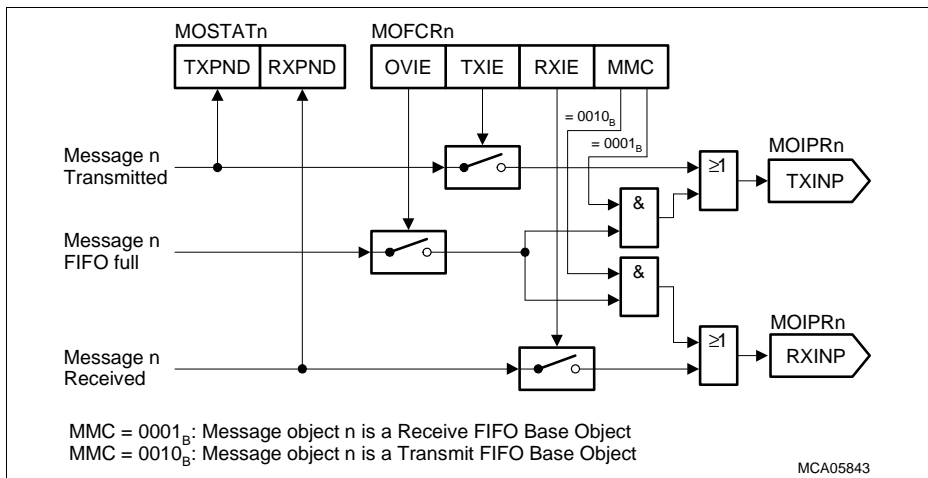 MOSTATn
MOFCRn
TXPND RXPND
OVIE TXIE RXIE MMC
= 0010B
= 0001B
MOIPRn
Message n
Transmitted
≥1
TXINP
&
Message n
FIFO full
&
MOIPRn
Message n
Received
≥1
RXINP
MMC = 0001B: Message object n is a Receive FIFO Base Object
MMC = 0010B: Message object n is a Transmit FIFO Base Object
MCA05843